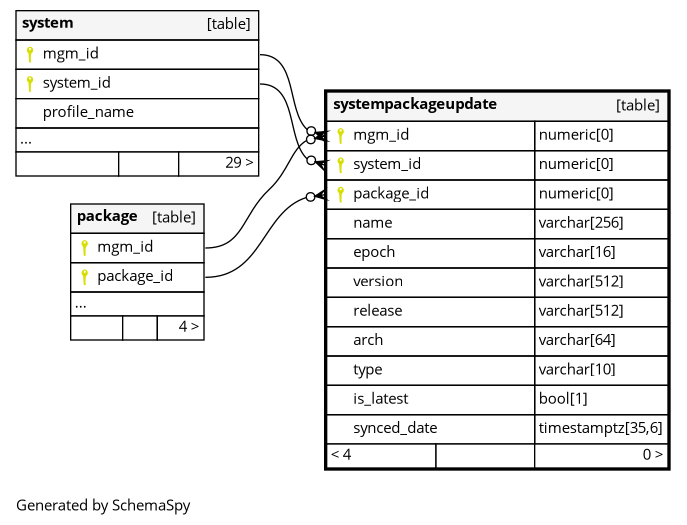 system [table]
mgm_id
system_id
profile_name
...
29 >
package [table]
mgm_id
package_id
...
4 >
systempackageupdate [table]
mgm_id numeric[0]
system_id numeric[0]
package_id numeric[0]
name varchar[256]
epoch varchar[16]
version varchar[512]
release varchar[512]
arch varchar[64]
type varchar[10]
is_latest bool[1]
synced_date timestamptz[35,6]
< 4 0 >
Generated by SchemaSpy